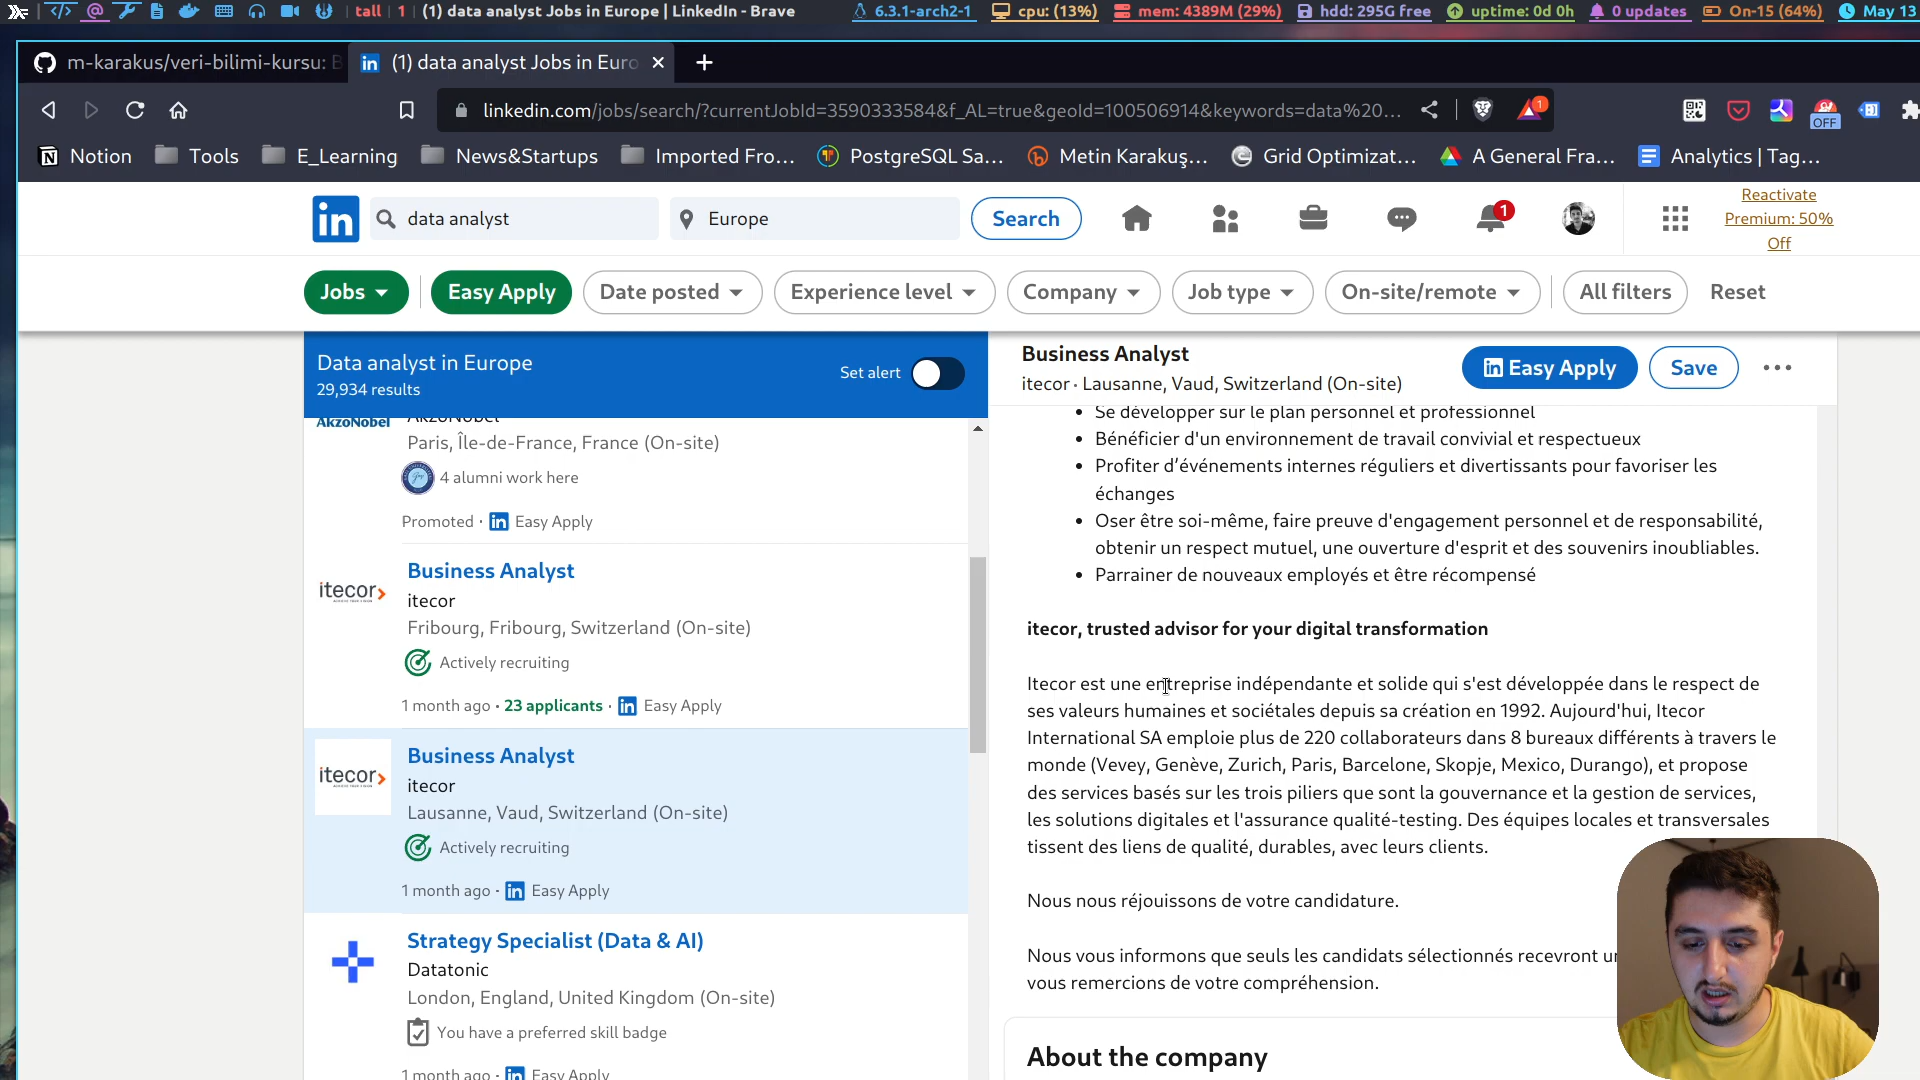 tall 1 (1) data analyst Jobs in Europe | LinkedIn - Brave 6.3.1-arch2-1 cpu: (13%) mem: 4389M (29%) hdd: 295G free uptime: 0d 0h 0 updates On-15 (64%) May 13
m-karakus/veri-bilimi-kursu: (1) data analyst Jobs in Euro
linkedin.com/jobs/search/?currentJobId=3590333584&f_AL=true&geoId=100506914&keywords=data%20... 1 OFF
Notion Tools E_Learning News&Startups Imported Fro... PostgreSQL Sa... Metin Karakuş... Grid Optimizat... A General Fra... Analytics | Tag...
in data analyst Europe Search 1
Reactivate
Premium: 50%
Off
Jobs Easy Apply Date posted Experience level Company Job type On-site/remote All filters Reset
Data analyst in Europe
29,934 results
Set alert
AkzoNobel
AkzoNobel
Paris, Île-de-France, France (On-site)
4 alumni work here
Promoted · in Easy Apply
itecor
Business Analyst
itecor
Fribourg, Fribourg, Switzerland (On-site)
Actively recruiting
1 month ago · 23 applicants · in Easy Apply
itecor
Business Analyst
itecor
Lausanne, Vaud, Switzerland (On-site)
Actively recruiting
1 month ago · in Easy Apply
Strategy Specialist (Data & AI)
Datatonic
London, England, United Kingdom (On-site)
You have a preferred skill badge
1 month ago · in Easy Apply
Business Analyst
itecor · Lausanne, Vaud, Switzerland (On-site)
in Easy Apply Save
• Se développer sur le plan personnel et professionnel
• Bénéficier d'un environnement de travail convivial et respectueux
• Profiter d’événements internes réguliers et divertissants pour favoriser les
échanges
• Oser être soi-même, faire preuve d'engagement personnel et de responsabilité,
obtenir un respect mutuel, une ouverture d'esprit et des souvenirs inoubliables.
• Parrainer de nouveaux employés et être récompensé
itecor, trusted advisor for your digital transformation
Itecor est une entreprise indépendante et solide qui s'est développée dans le respect de
ses valeurs humaines et sociétales depuis sa création en 1992. Aujourd'hui, Itecor
International SA emploie plus de 220 collaborateurs dans 8 bureaux différents à travers le
monde (Vevey, Genève, Zurich, Paris, Barcelone, Skopje, Mexico, Durango), et propose
des services basés sur les trois piliers que sont la gouvernance et la gestion de services,
les solutions digitales et l'assurance qualité-testing. Des équipes locales et transversales
tissent des liens de qualité, durables, avec leurs clients.
Nous nous réjouissons de votre candidature.
Nous vous informons que seuls les candidats sélectionnés recevront
vous remercions de votre compréhension.
About the company